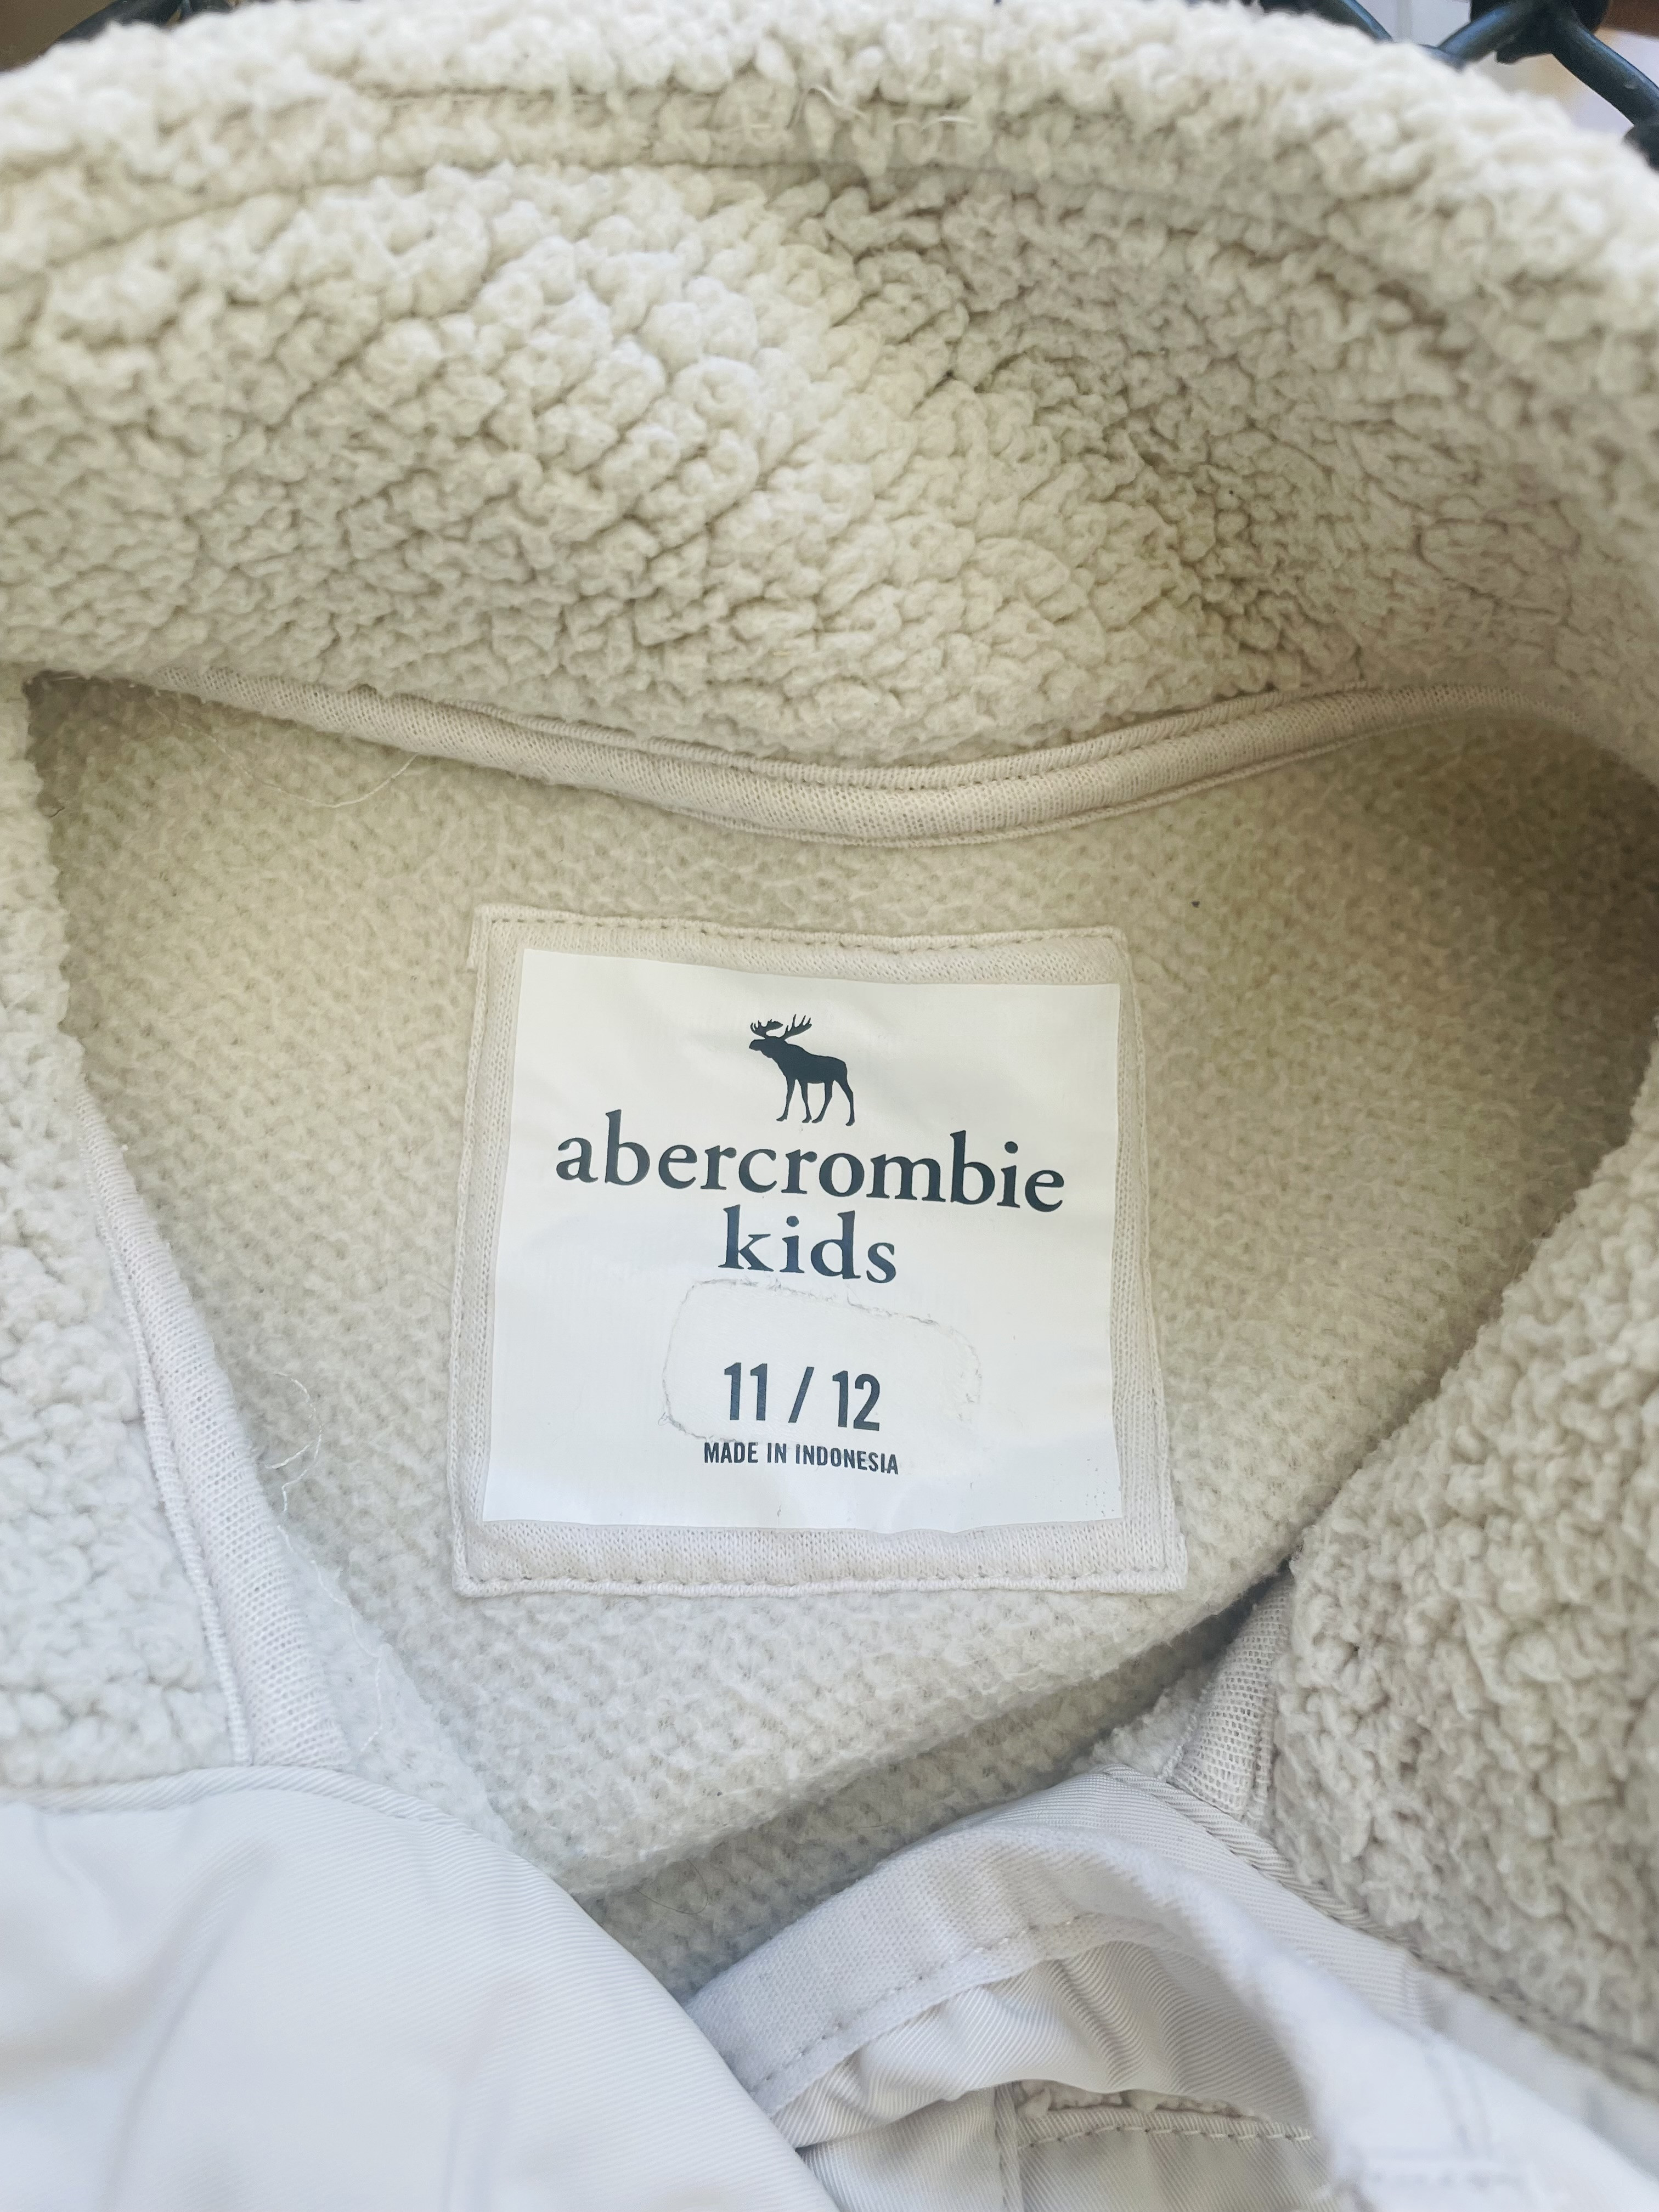 abercrombie
kids
11 / 12
MADE IN INDONESIA